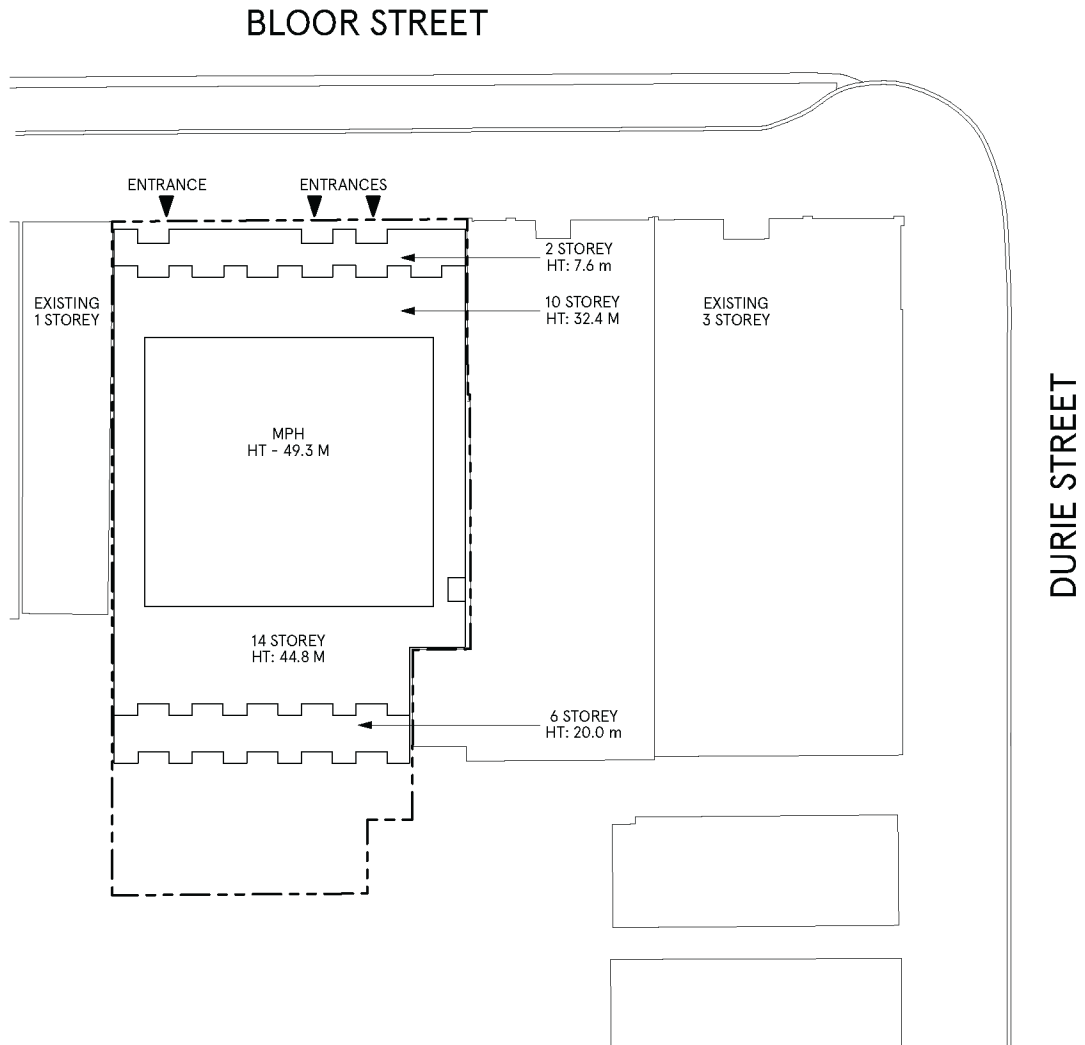 BLOOR STREET
ENTRANCE
ENTRANCES
2 STOREY
HT: 7.6 m
10 STOREY
HT: 32.4 M
EXISTING
1 STOREY
EXISTING
3 STOREY
MPH
HT - 49.3 M
DURIE STREET
14 STOREY
HT: 44.8 M
6 STOREY
HT: 20.0 m